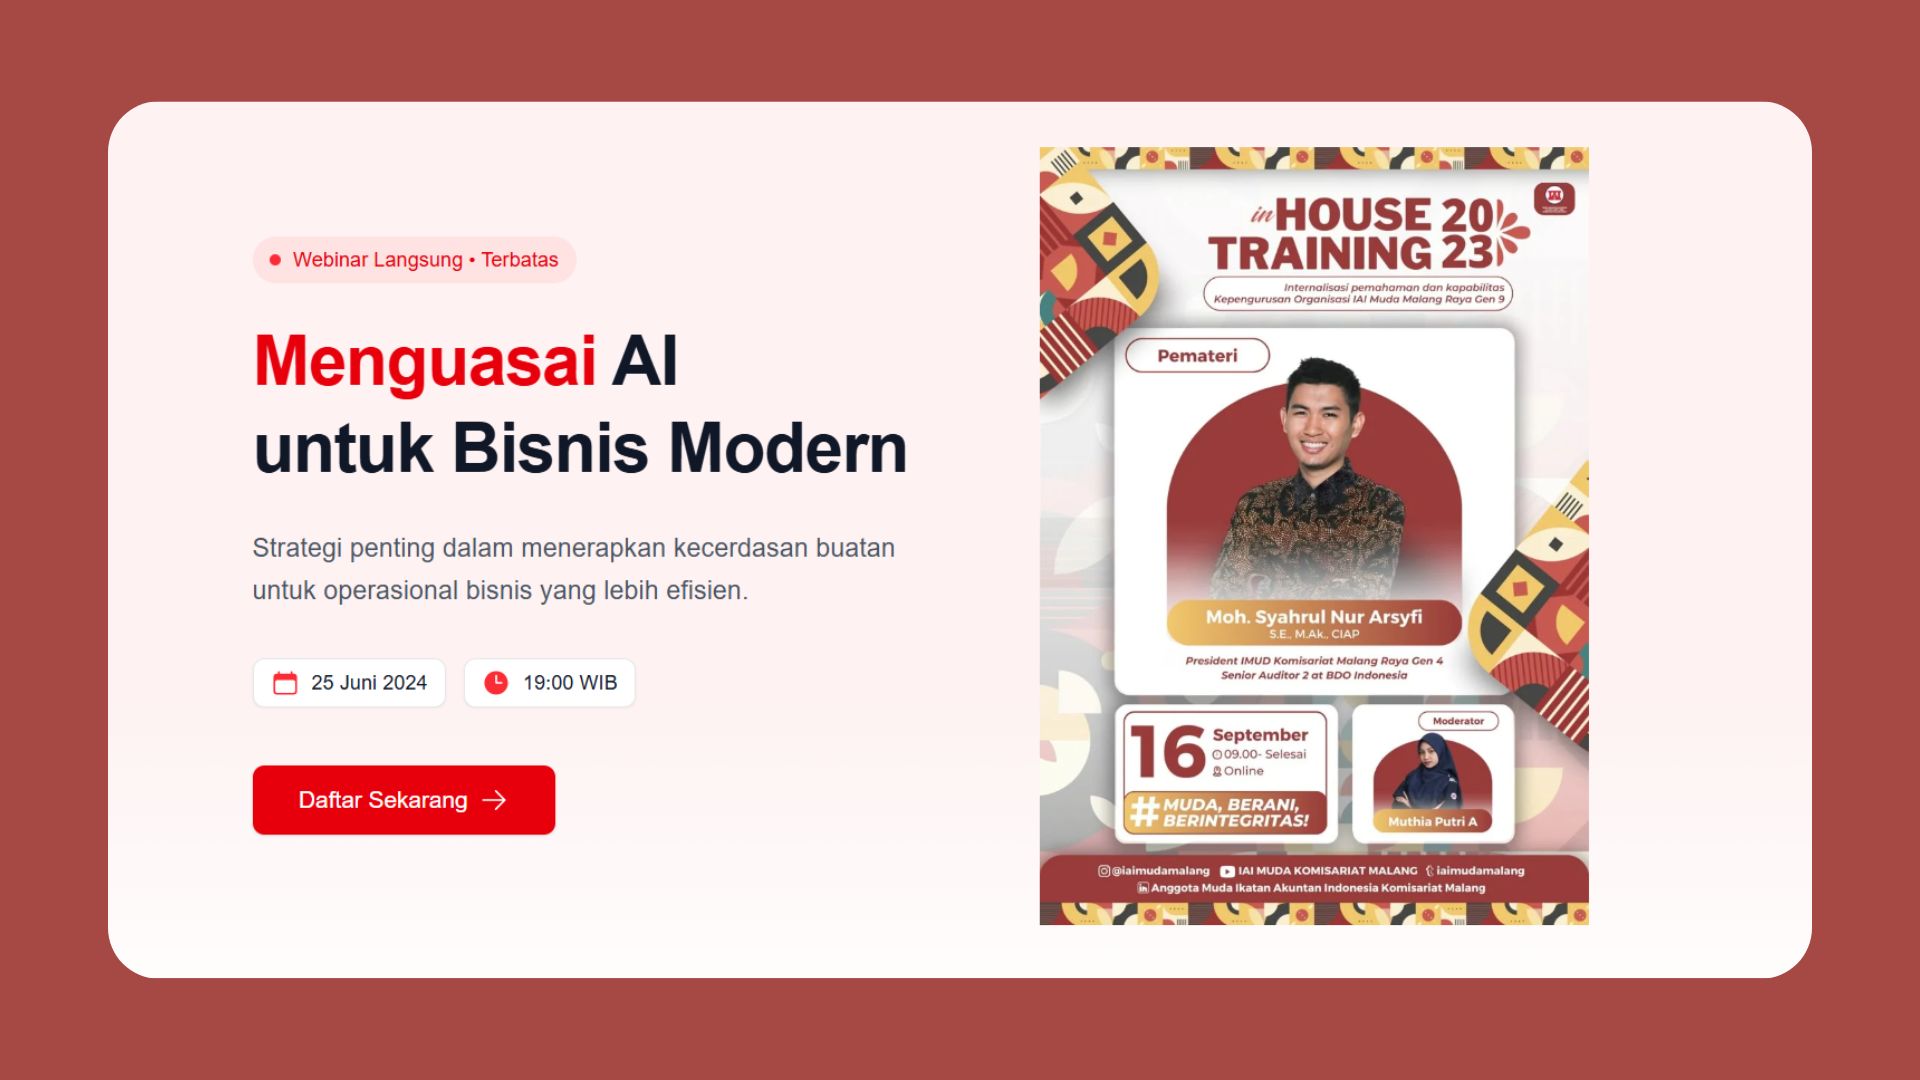 Webinar Langsung • Terbatas
Menguasai AI
untuk Bisnis Modern
Strategi penting dalam menerapkan kecerdasan buatan
untuk operasional bisnis yang lebih efisien.
25 Juni 2024
19:00 WIB
Daftar Sekarang
in HOUSE 20
TRAINING 23
Internalisasi pemahaman dan kapabilitas
Kepengurusan Organisasi IAI Muda Malang Raya Gen 9
Pemateri
Moh. Syahrul Nur Arsyfi
S.E., M.Ak., CIAP
President IMUD Komisariat Malang Raya Gen 4
Senior Auditor 2 at BDO Indonesia
16 September
09.00- Selesai
Online
# MUDA, BERANI,
BERINTEGRITAS!
Moderator
Muthia Putri A
@iaimudamalang IAI MUDA KOMISARIAT MALANG iaimudamalang
Anggota Muda Ikatan Akuntan Indonesia Komisariat Malang